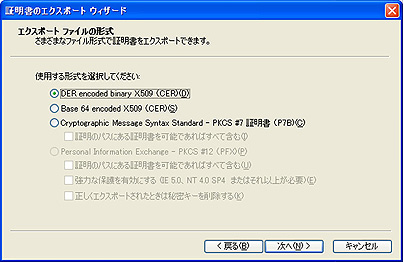 証明書のエクスポート ウィザード
エクスポート ファイルの形式
さまざまなファイル形式で証明書をエクスポートできます。
使用する形式を選択してください:
DER encoded binary X509 (CER)(D)
Base 64 encoded X509 (CER)(S)
Cryptographic Message Syntax Standard - PKCS #7 証明書 (P7B)(C)
証明のパスにある証明書を可能であればすべて含む(I)
Personal Information Exchange - PKCS #12 (PFX)(P)
証明のパスにある証明書を可能であればすべて含む(U)
強力な保護を有効にする (IE 5.0、NT 4.0 SP4 またはそれ以上が必要)(E)
正しくエクスポートされたときは秘密キーを削除する(K)
< 戻る(B) 次へ(N) > キャンセル